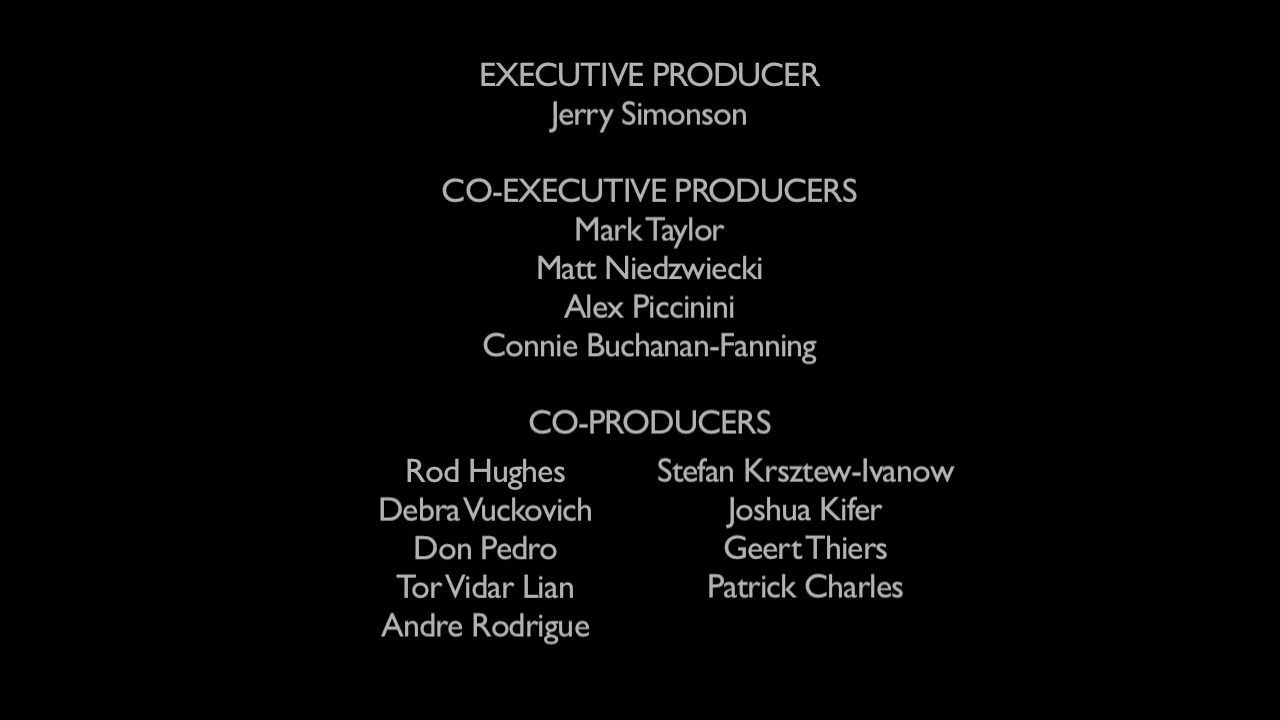 EXECUTIVE PRODUCER
Jerry Simonson
CO-EXECUTIVE PRODUCERS
Mark Taylor
Matt Niedzwiecki
Alex Piccinini
Connie Buchanan-Fanning
CO-PRODUCERS
Rod Hughes
Debra Vuckovich
Don Pedro
Tor Vidar Lian
Andre Rodrigue
Stefan Krsztew-Ivanow
Joshua Kifer
Geert Thiers
Patrick Charles